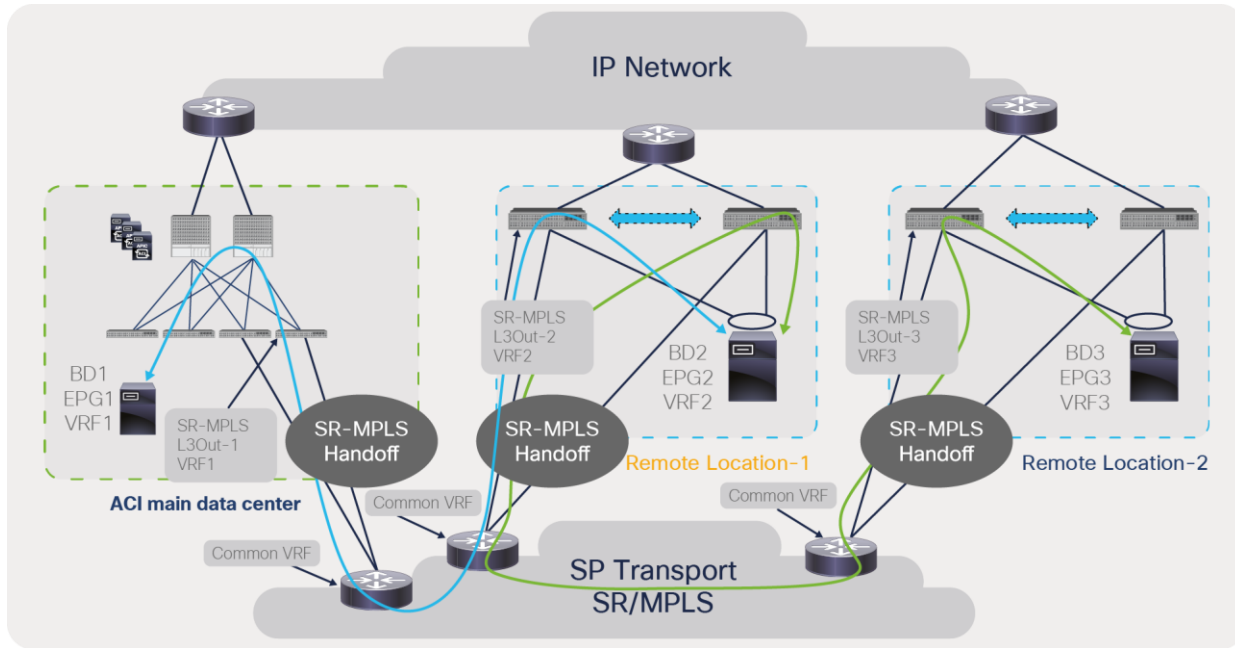 IP Network
BD1
EPG1
VRF1
SR-MPLS
L3Out-1
VRF1
SR-MPLS
Handoff
ACI main data center
Common VRF
SR-MPLS
L3Out-2
VRF2
BD2
EPG2
VRF2
SR-MPLS
Handoff
Remote Location-1
Common VRF
SR-MPLS
L3Out-3
VRF3
BD3
EPG3
VRF3
SR-MPLS
Handoff
Remote Location-2
Common VRF
SP Transport
SR/MPLS